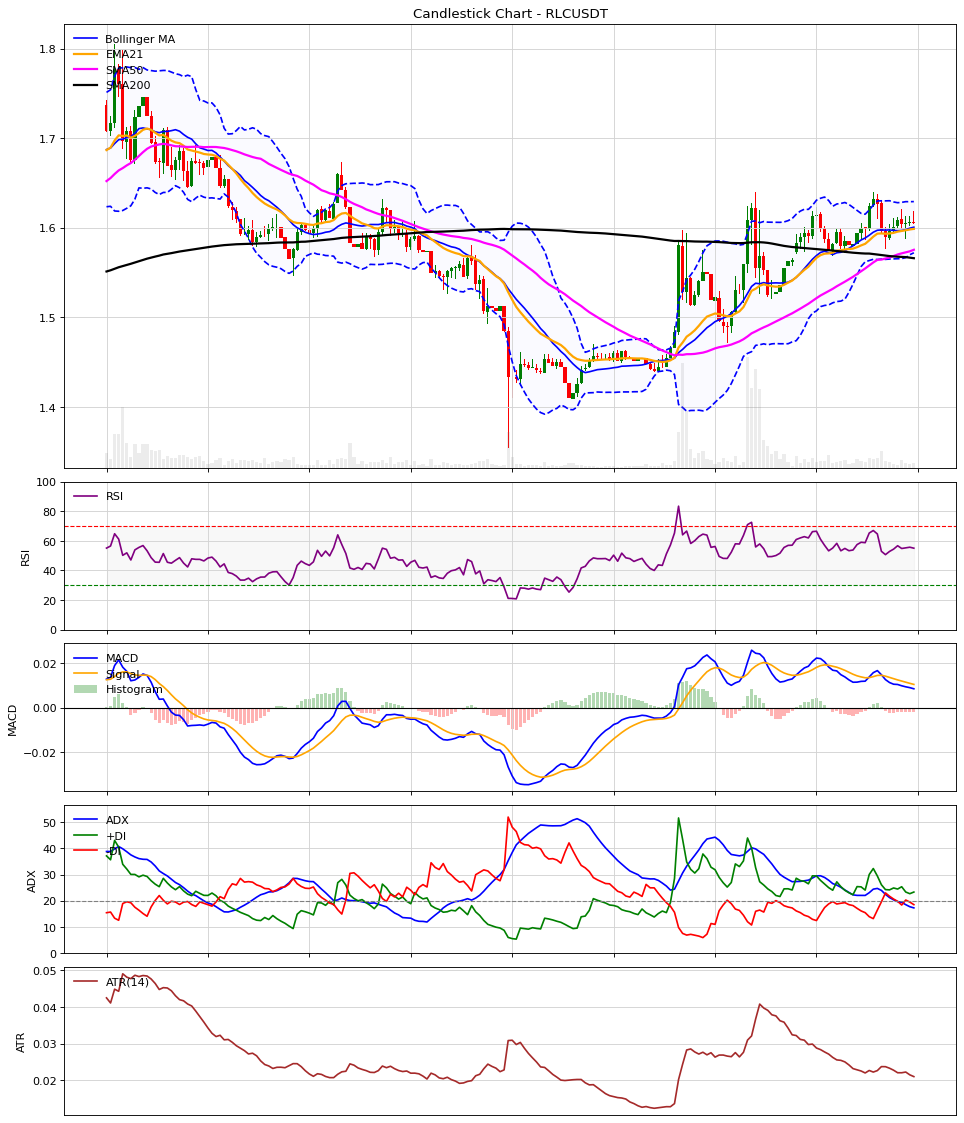 Candlestick Chart - RLCUSDT
Bollinger MA
EMA21
SMA50
SMA200
1.8
1.7
1.6
1.5
1.4
RSI
100
80
60
40
20
0
RSI
MACD
Signal
Histogram
0.02
0.00
−0.02
MACD
ADX
+DI
-DI
50
40
30
20
10
0
ADX
ATR(14)
0.05
0.04
0.03
0.02
ATR